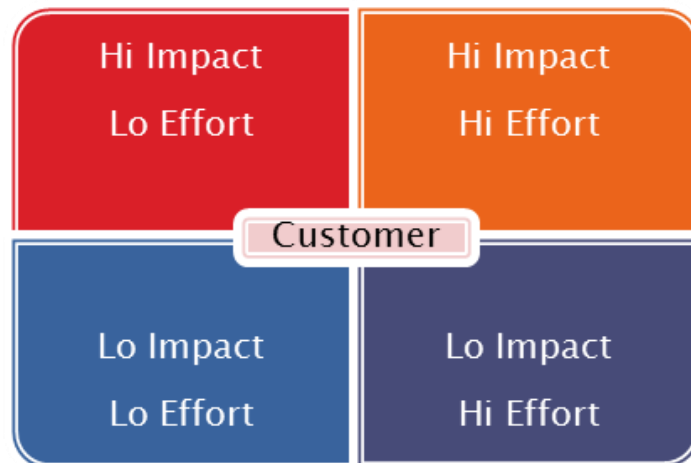 Hi Impact
Lo Effort
Hi Impact
Hi Effort
Customer
Lo Impact
Lo Effort
Lo Impact
Hi Effort